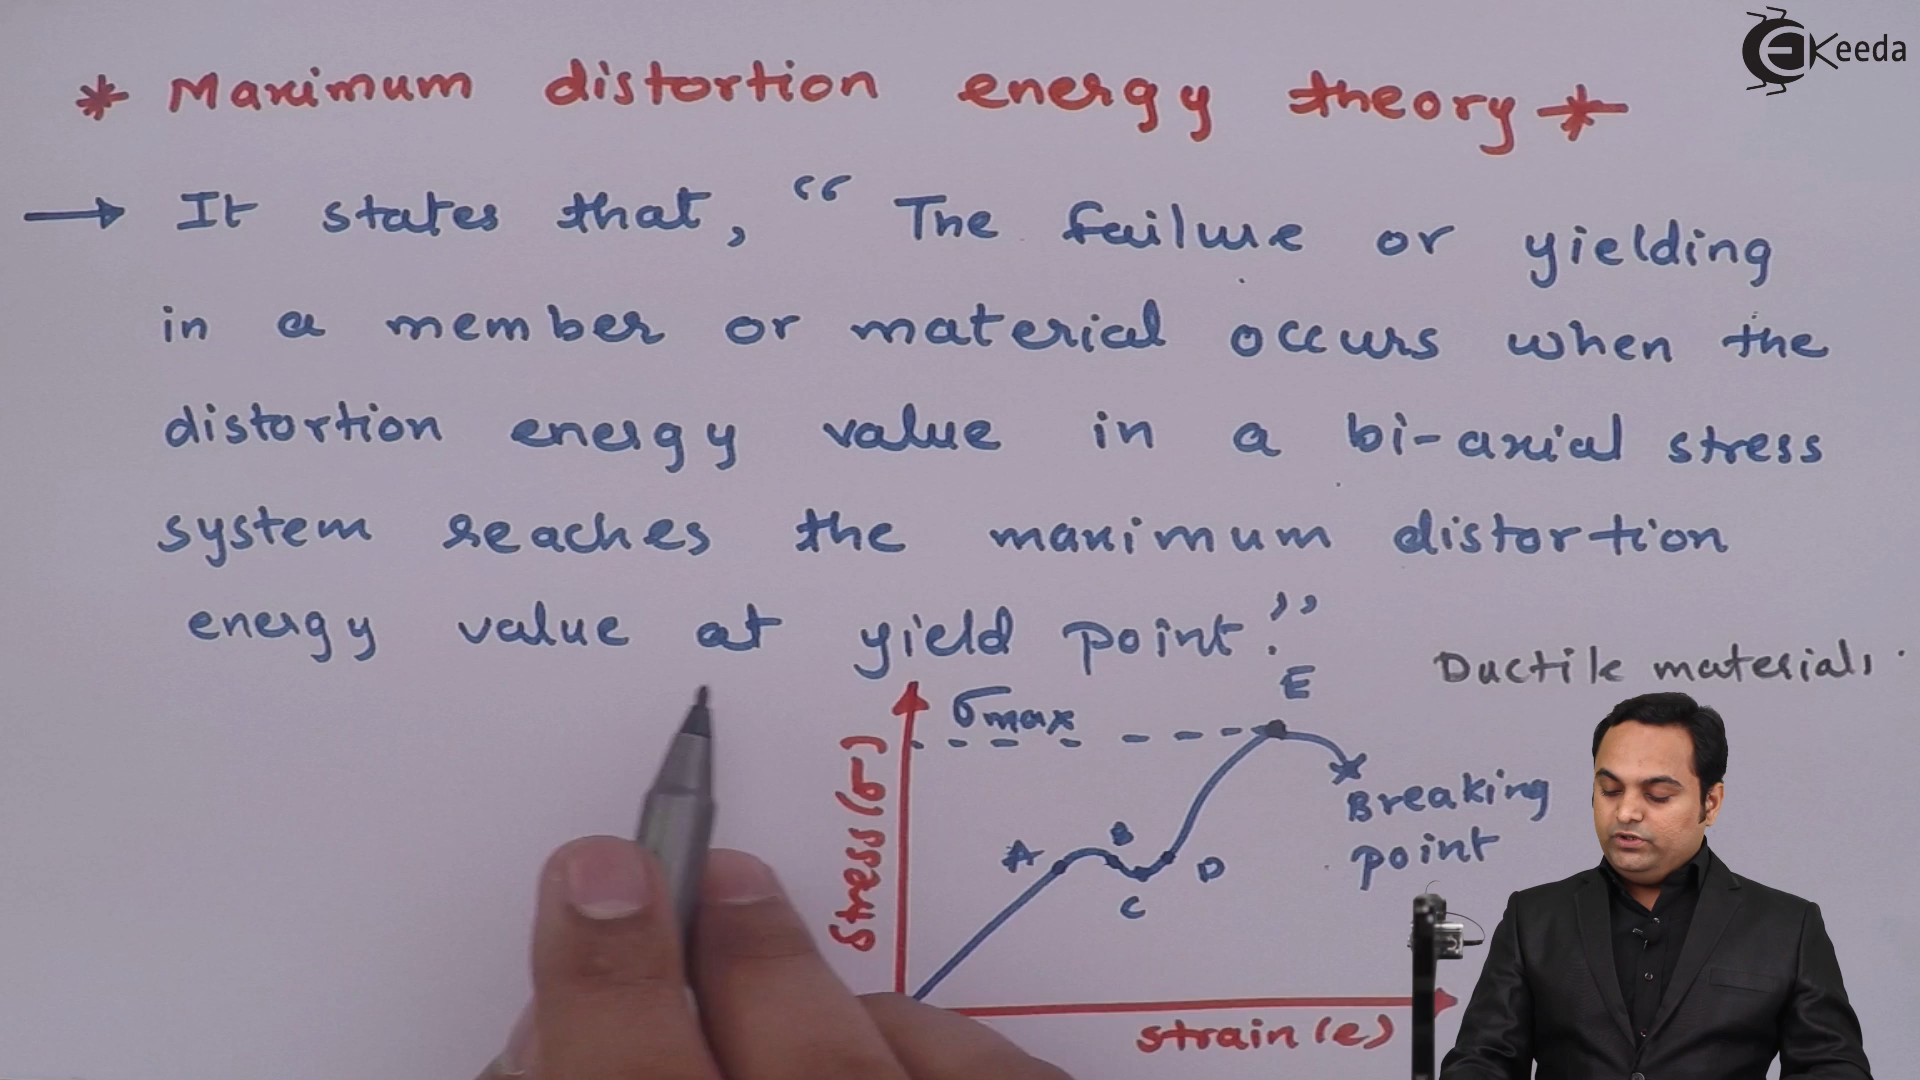 Keeda
* Maximum distortion energy theory *
→ It states that, “ The failure or yielding
in a member or material occurs when the
distortion energy value in a bi-axial stress
system reaches the maximum distortion
energy value at yield point.”
Ductile materials.
E
σmax
Stress (σ)
A
B
C
D
Breaking
point
strain (e)